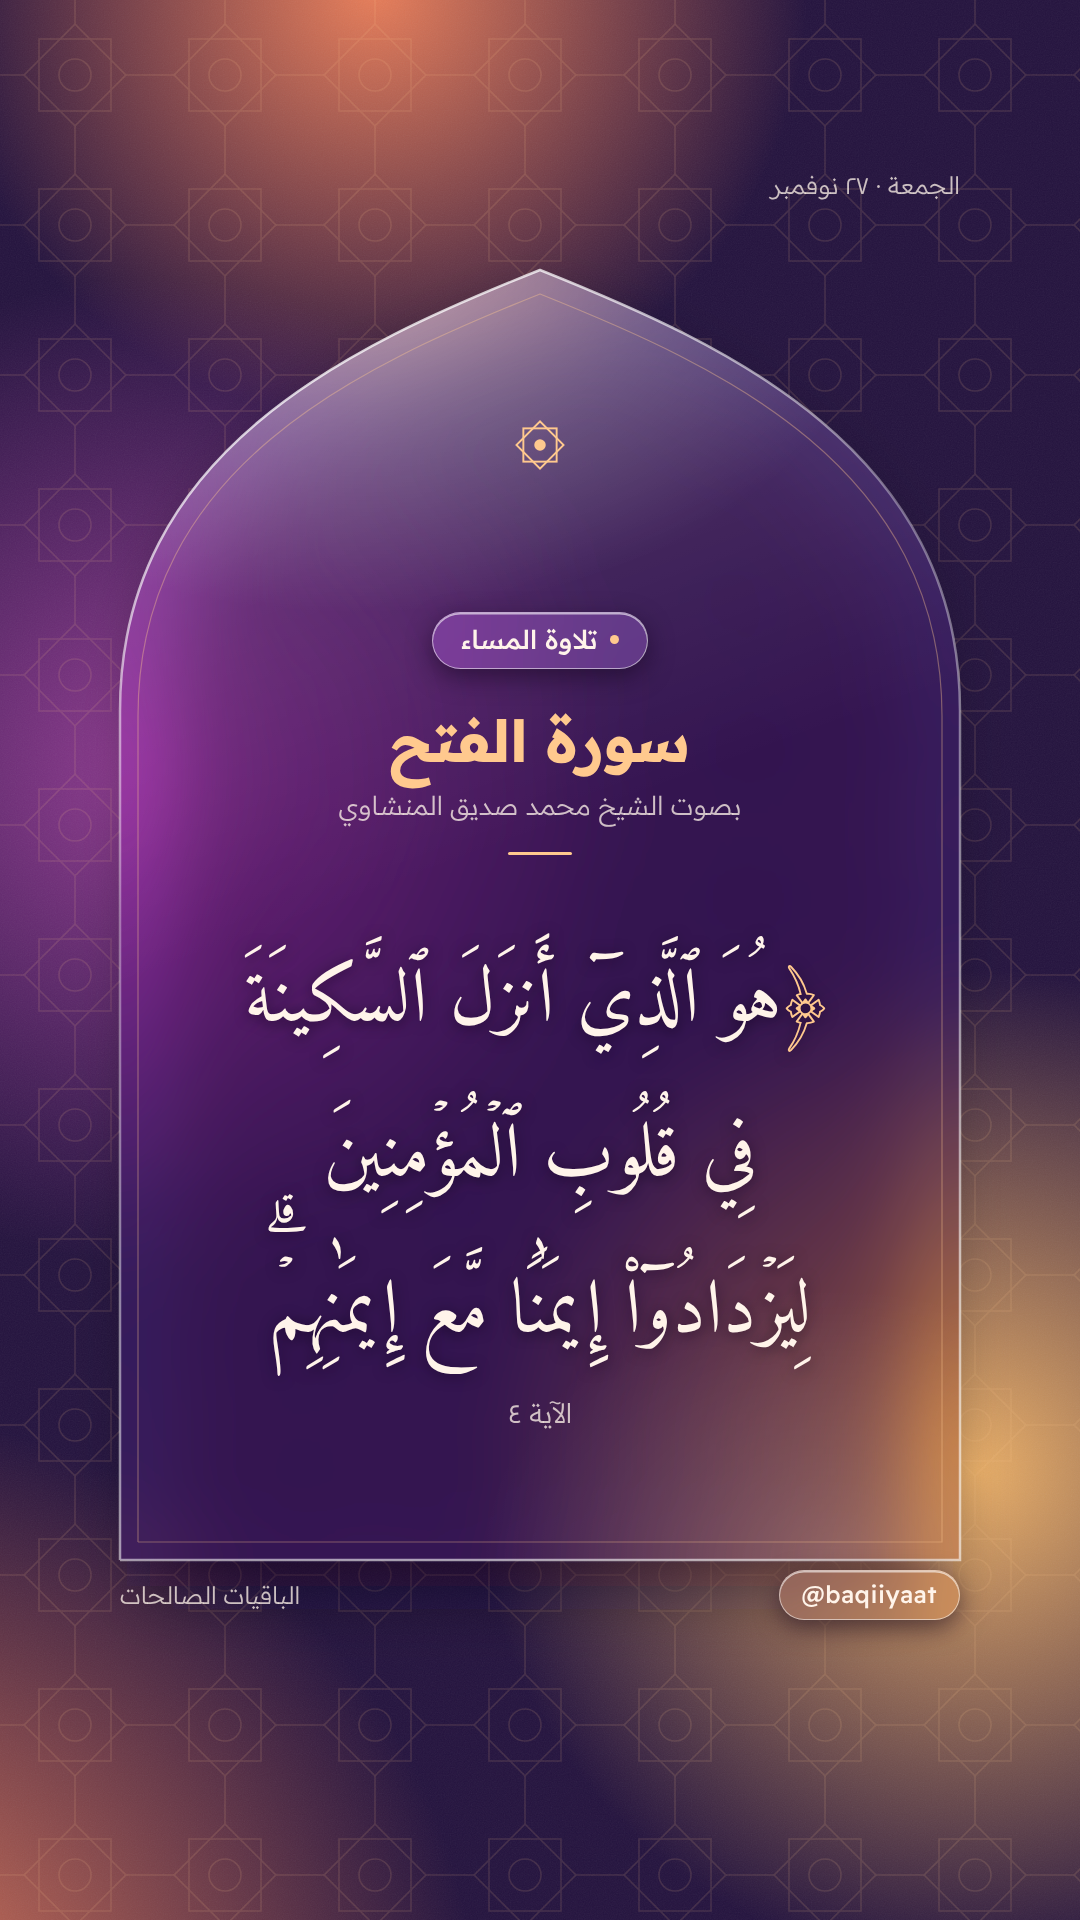 الجمعة · ٢٧ نوفمبر
• تلاوة المساء
سورة الفتح
بصوت الشيخ محمد صديق المنشاوي
﴿هُوَ ٱلَّذِيٓ أَنزَلَ ٱلسَّكِينَةَ
فِي قُلُوبِ ٱلۡمُؤۡمِنِينَ
لِيَزۡدَادُوٓاْ إِيمَٰنٗا مَّعَ إِيمَٰنِهِمۡۗ
الآية ٤
@baqiiyaat
الباقيات الصالحات